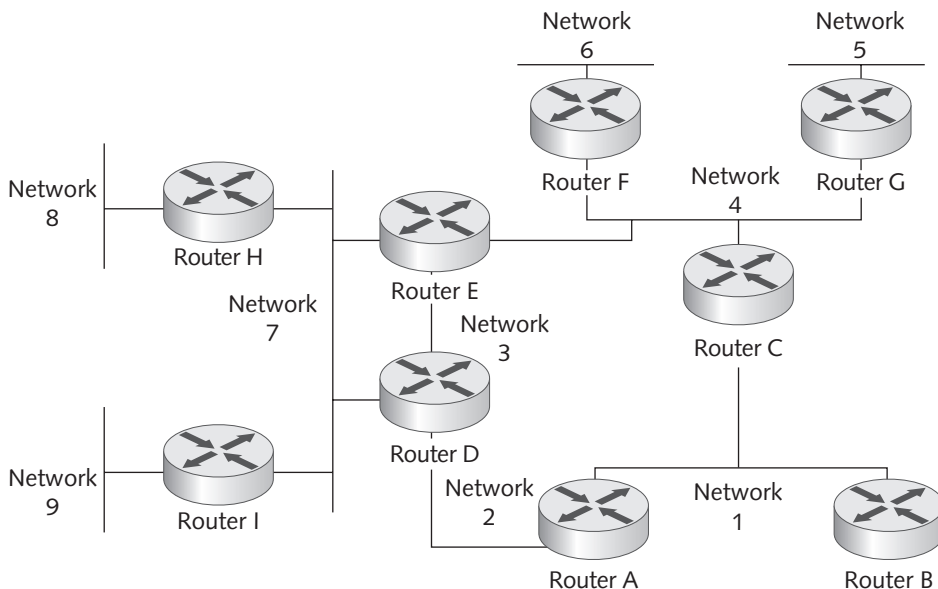 Network
6
Network
5
Router F
Router G
Network
4
Network
8
Router H
Router E
Router C
Network
7
Network
3
Router D
Network
9
Router I
Network
2
Network
1
Router A
Router B